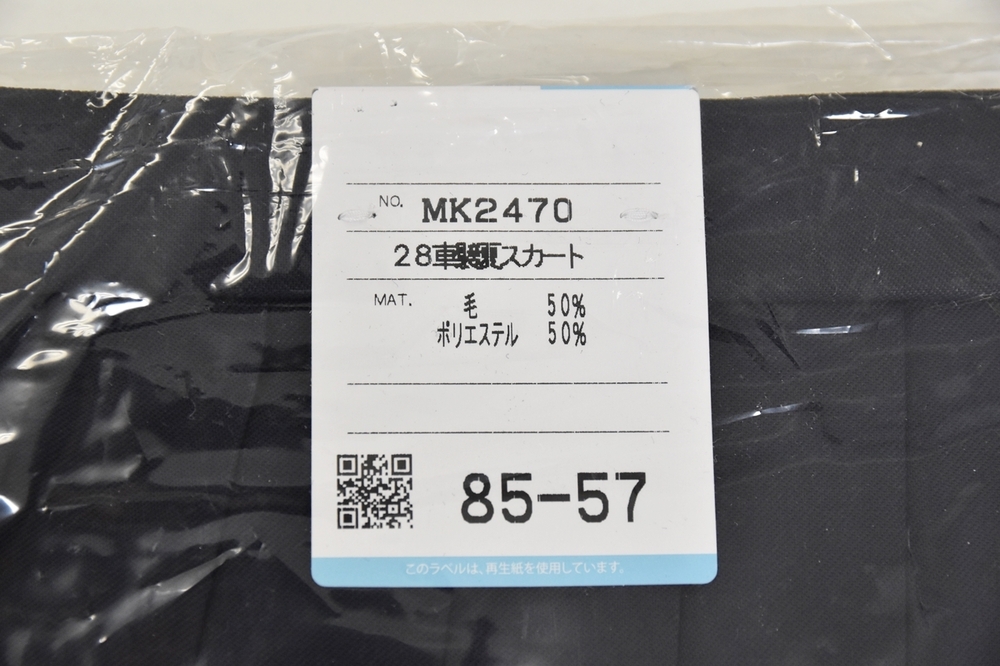 NO. MK2470
28車スカート
MAT. 毛 50%
ポリエステル 50%
85-57
このラベルは、再生紙を使用しています。